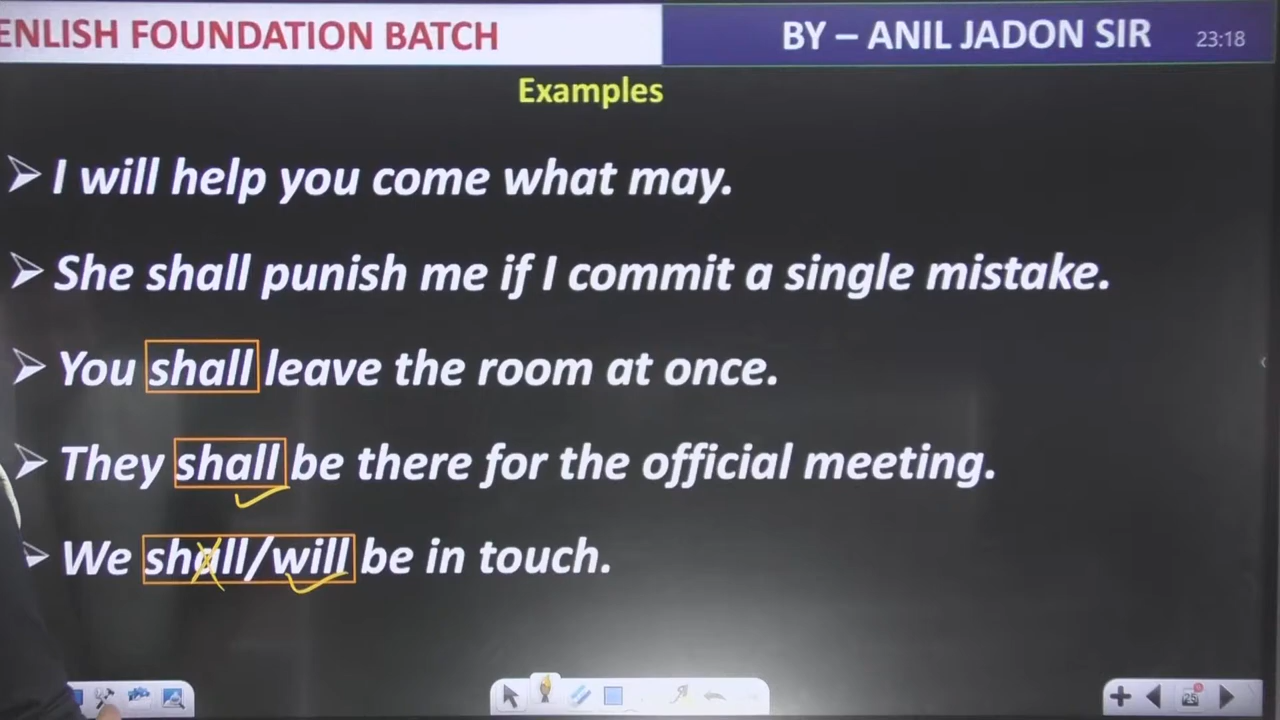 ENLISH FOUNDATION BATCH
BY – ANIL JADON SIR 23:18
Examples
I will help you come what may.
She shall punish me if I commit a single mistake.
You shall leave the room at once.
They shall be there for the official meeting.
We shall/will be in touch.
25